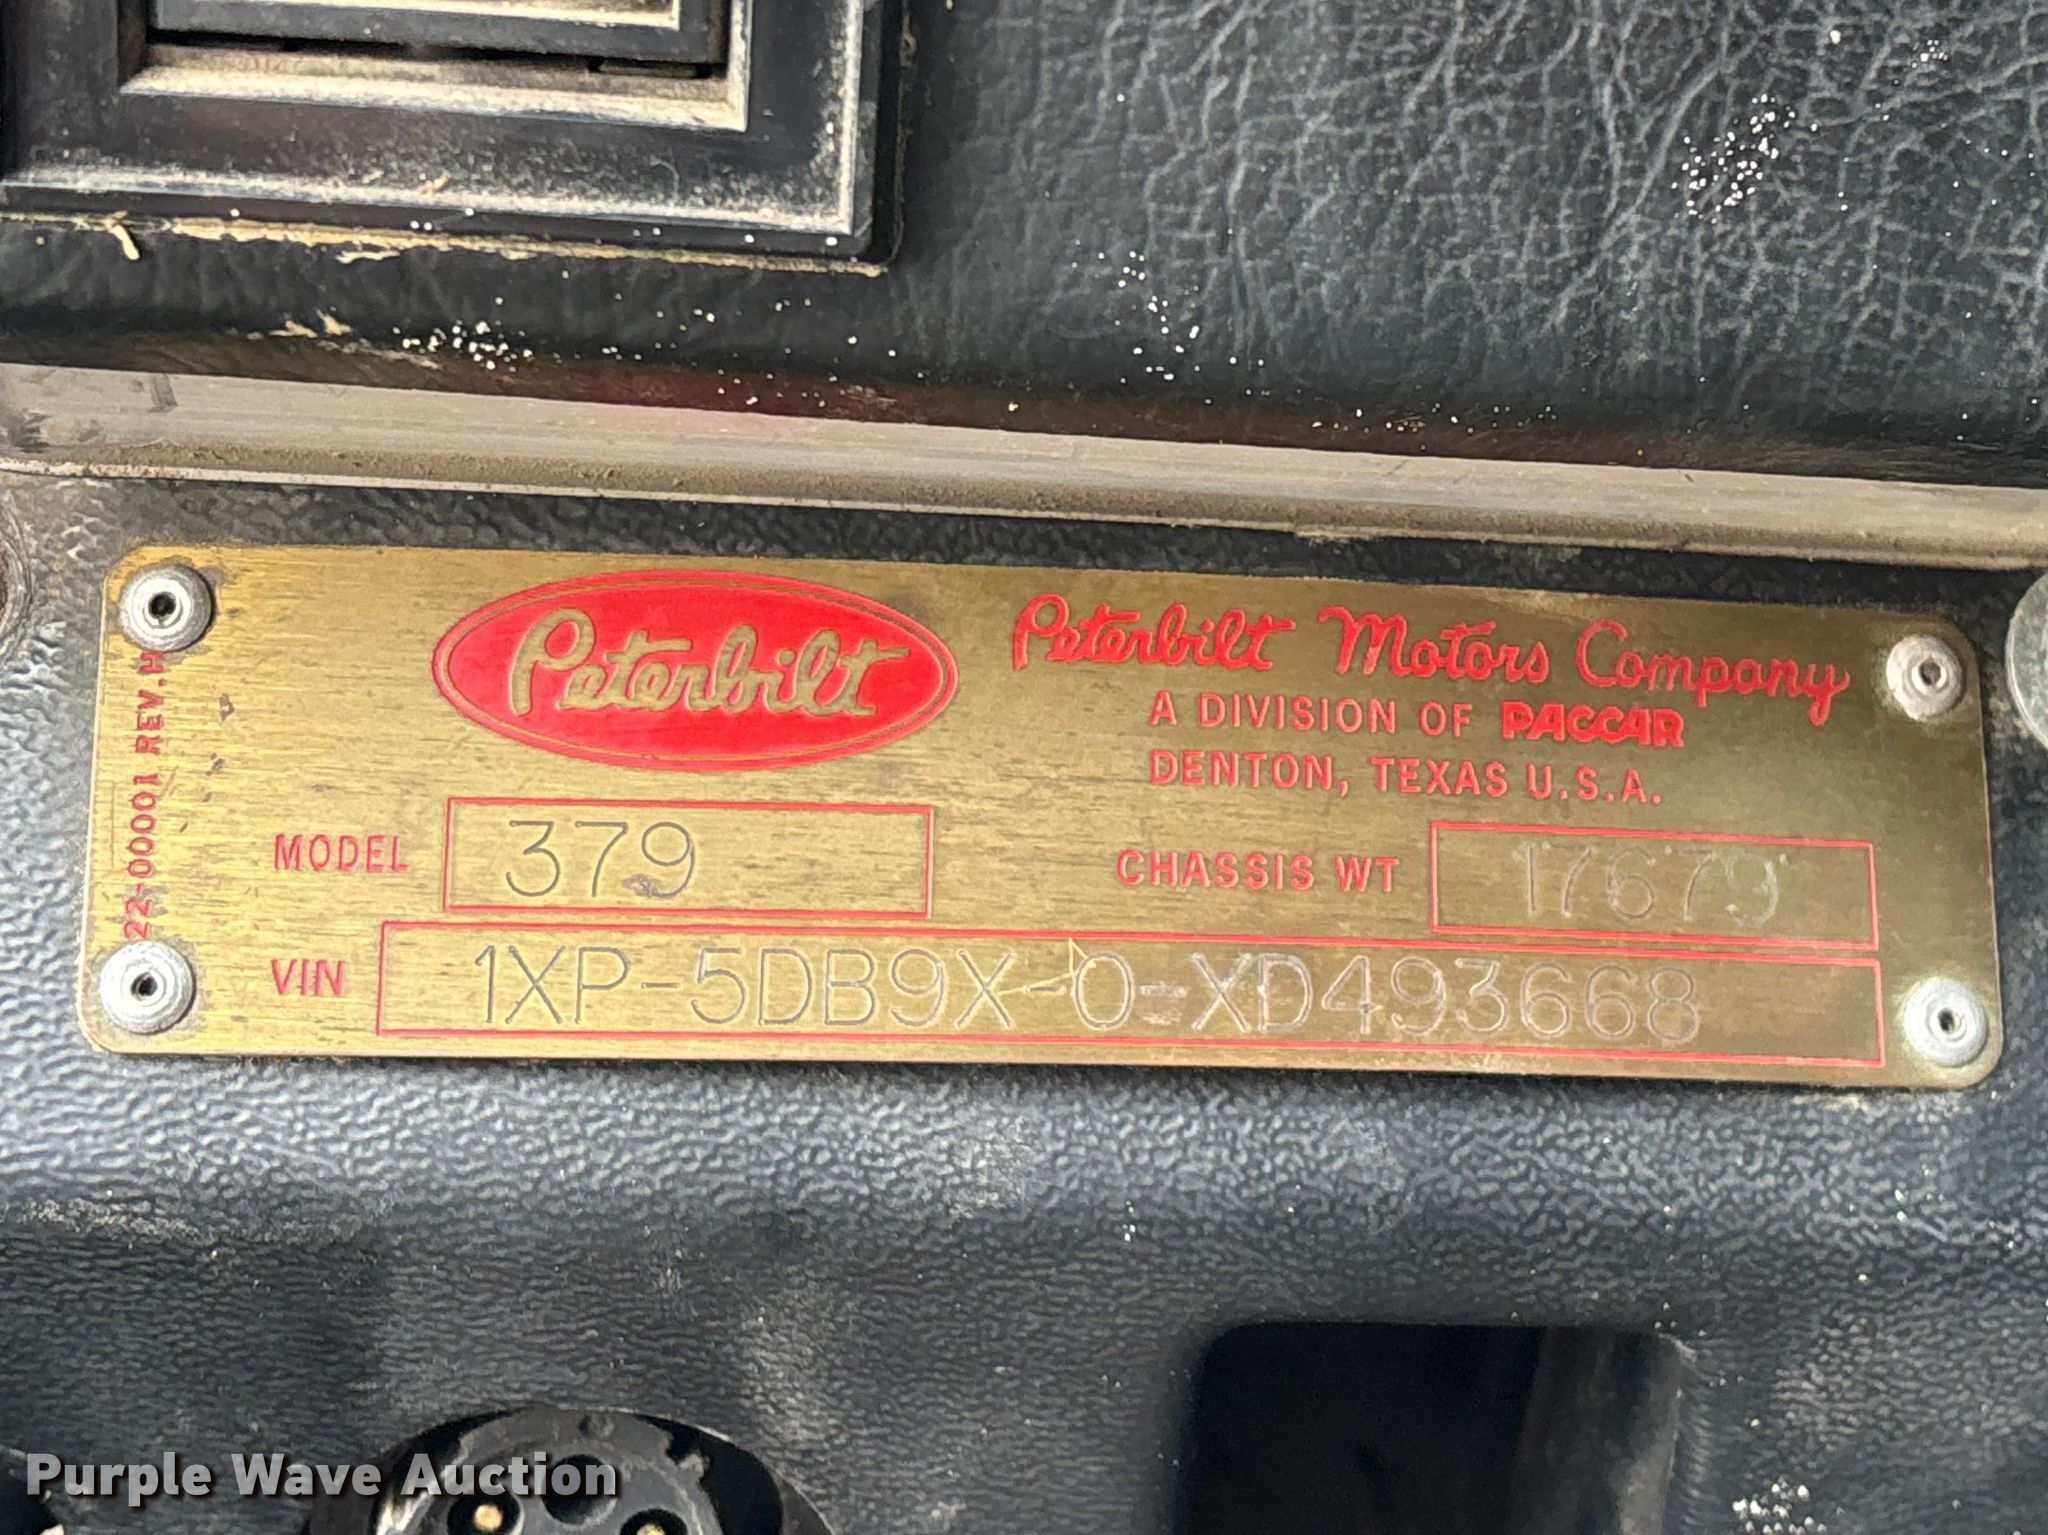 Peterbilt
Peterbilt Motors Company
A DIVISION OF PACCAR
DENTON, TEXAS U.S.A.
22-00001 REV.H
MODEL 379
CHASSIS WT 17679
VIN 1XP-5DB9X-0-XD493668
Purple Wave Auction